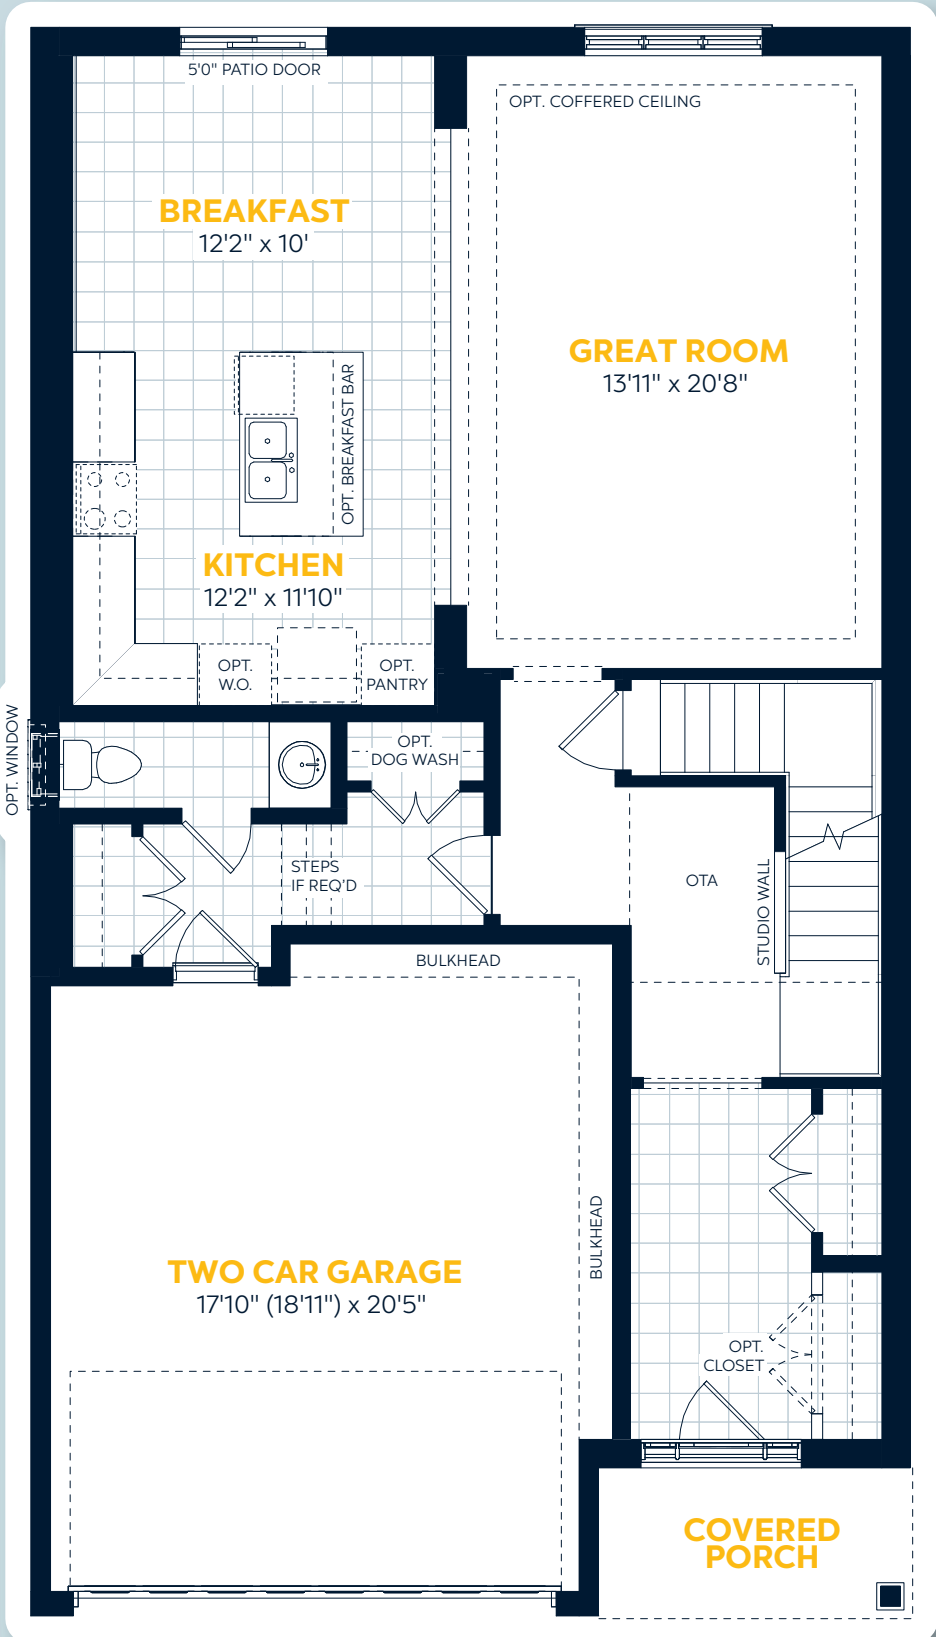 5'0" PATIO DOOR
OPT. COFFERED CEILING
BREAKFAST
12'2" x 10'
GREAT ROOM
13'11" x 20'8"
OPT. BREAKFAST BAR
KITCHEN
12'2" x 11'10"
OPT.
W.O.
OPT.
PANTRY
OPT. WINDOW
OPT.
DOG WASH
STEPS
IF REQ'D
OTA
STUDIO WALL
BULKHEAD
BULKHEAD
TWO CAR GARAGE
17'10" (18'11") x 20'5"
OPT.
CLOSET
COVERED
PORCH